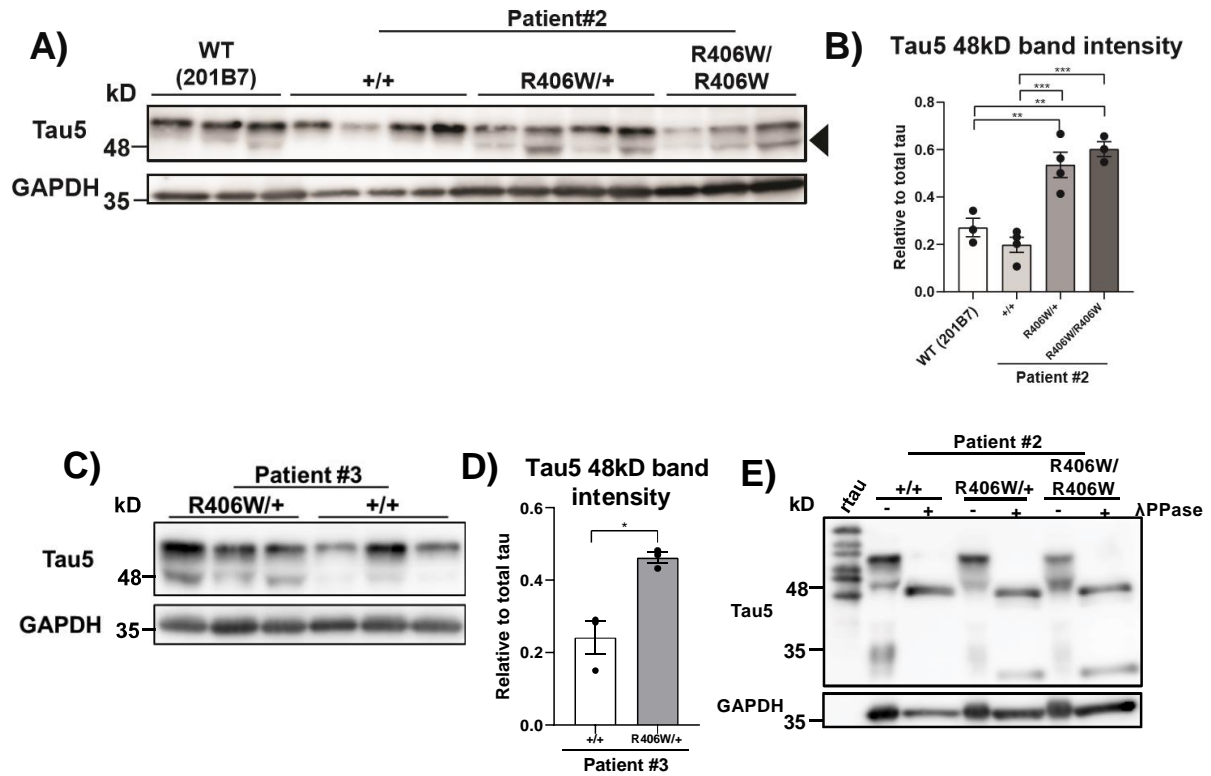 A)
Patient#2
WT
(201B7)
+/+
R406W/+
R406W/
R406W
kD
Tau5
48
GAPDH
35
B)
Tau5 48kD band intensity
***
***
**
**
Relative to total tau
0.8
0.6
0.4
0.2
0.0
WT (201B7)
+/+
R406W/+
R406W/R406W
Patient #2
C)
Patient #3
kD
R406W/+
+/+
Tau5
48
GAPDH
35
D)
Tau5 48kD band
intensity
*
Relative to total tau
0.6
0.4
0.2
0.0
+/+
R406W/+
Patient #3
E)
Patient #2
R406W/
R406W
kD
rtau
+/+
R406W/+
- + - + - + λPPase
48
Tau5
35
GAPDH
35